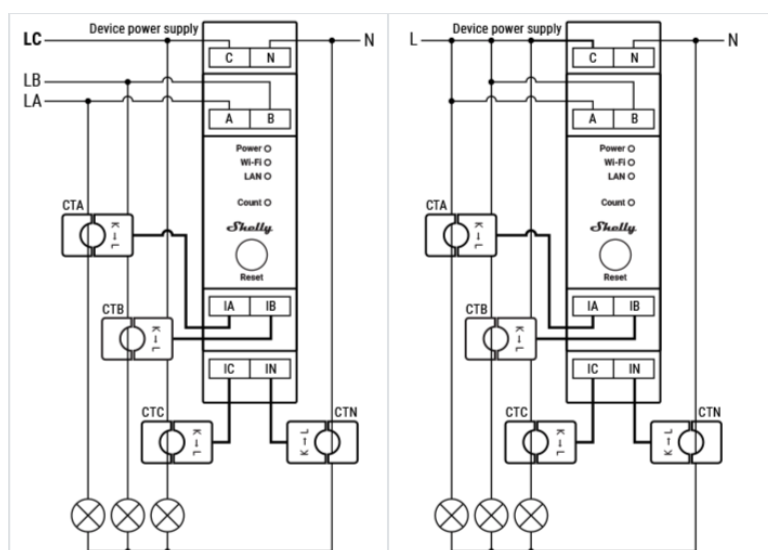 Device power supply
LC
N
C N
LB
LA
A B
Power
Wi-Fi
LAN
Count
CTA
K→L
Shelly
Reset
IA IB
CTB
K→L
IC IN
CTC
K→L
CTN
K→L
Device power supply
L
N
C N
A B
Power
Wi-Fi
LAN
Count
CTA
K→L
Shelly
Reset
IA IB
CTB
K→L
IC IN
CTC
K→L
CTN
K→L